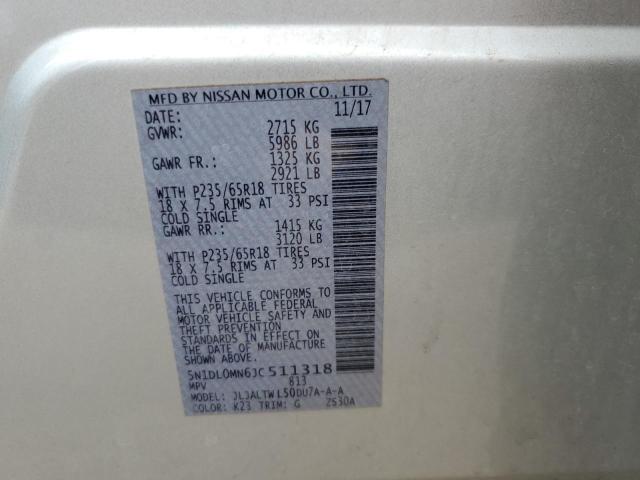 MFD BY NISSAN MOTOR CO., LTD.
DATE: 11/17
GVWR: 2715 KG
5986 LB
GAWR FR.: 1325 KG
2921 LB
WITH P235/65R18 TIRES
18 X 7.5 RIMS AT 33 PSI
COLD SINGLE
GAWR RR.: 1415 KG
3120 LB
WITH P235/65R18 TIRES
18 X 7.5 RIMS AT 33 PSI
COLD SINGLE
THIS VEHICLE CONFORMS TO
ALL APPLICABLE FEDERAL
MOTOR VEHICLE SAFETY AND
THEFT PREVENTION
STANDARDS IN EFFECT ON
THE DATE OF MANUFACTURE
SHOWN ABOVE.
5N1DL0MN6JC511318
MPV 813
MODEL: JL3ALTWL50DU7A-A-A
COLOR: K23 TRIM: G 2530A